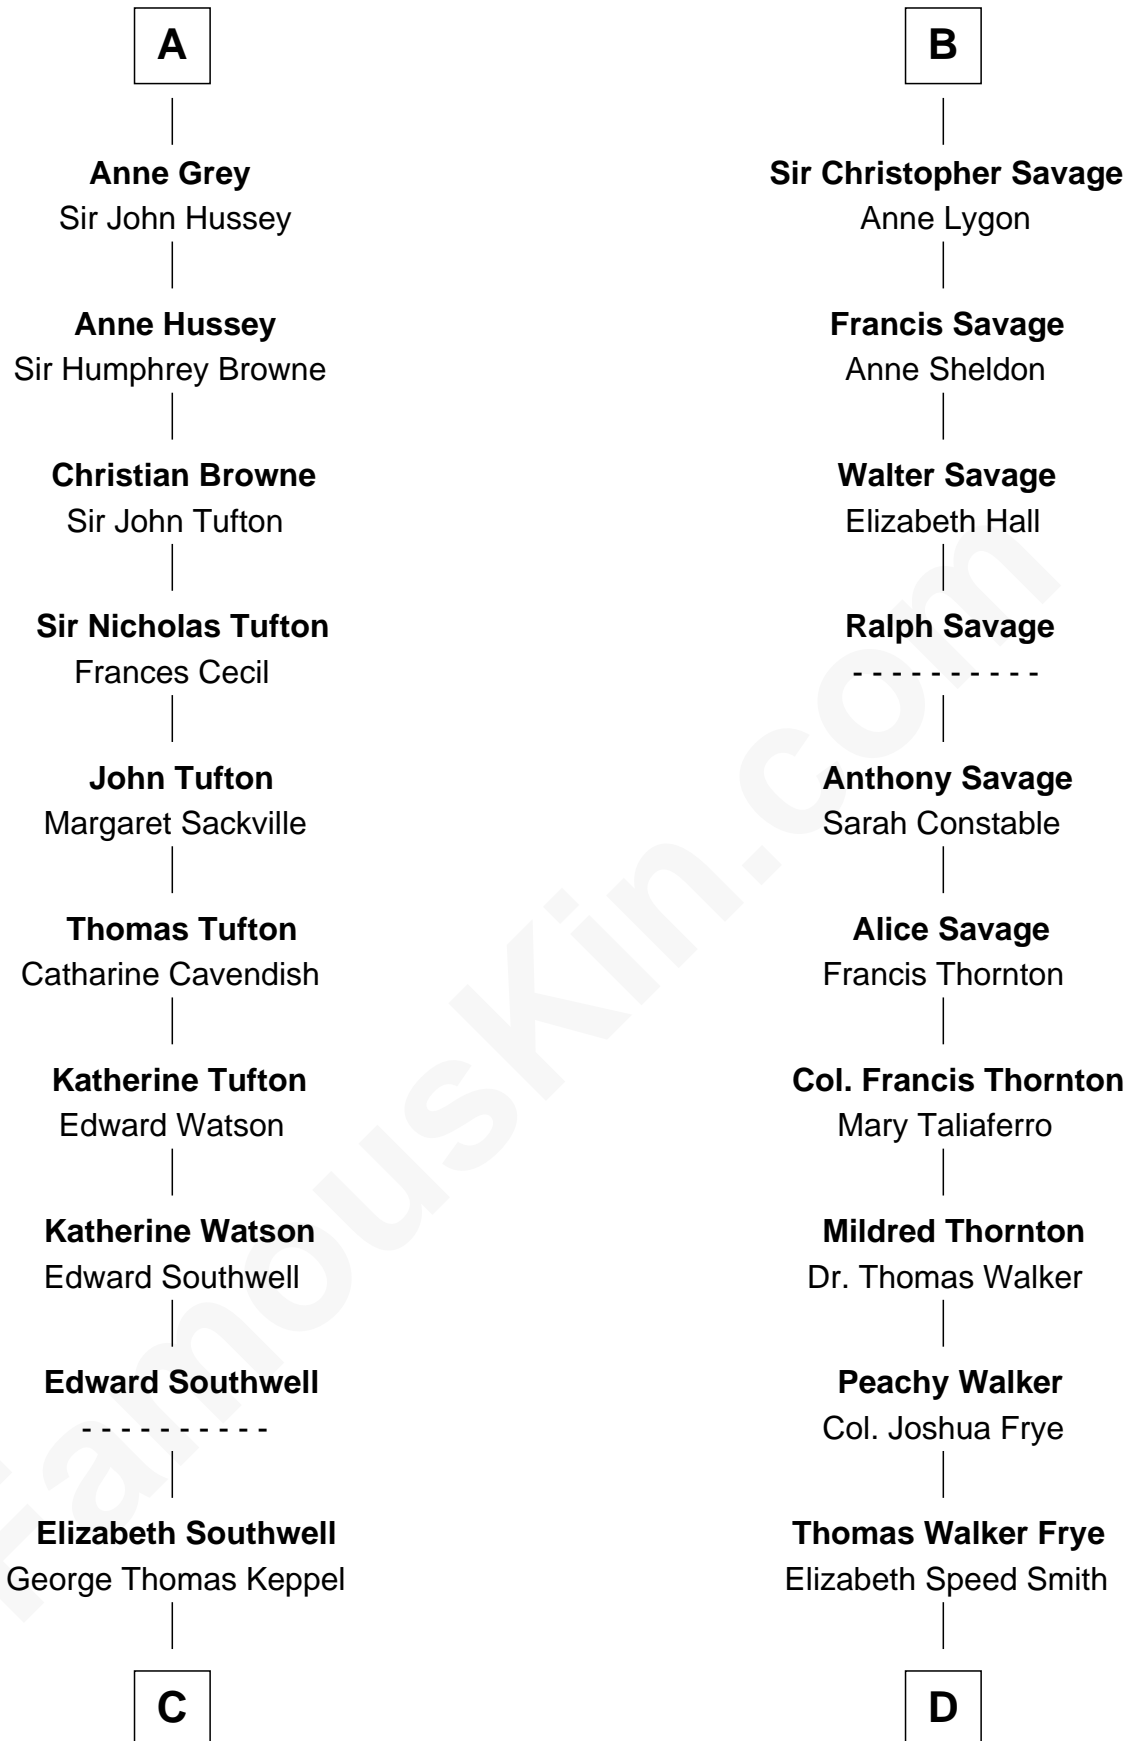 A
Anne Grey
Sir John Hussey
Anne Hussey
Sir Humphrey Browne
Christian Browne
Sir John Tufton
Sir Nicholas Tufton
Frances Cecil
John Tufton
Margaret Sackville
Thomas Tufton
Catharine Cavendish
Katherine Tufton
Edward Watson
Katherine Watson
Edward Southwell
Edward Southwell
- - - - - - - - - -
Elizabeth Southwell
George Thomas Keppel
C
B
Sir Christopher Savage
Anne Lygon
Francis Savage
Anne Sheldon
Walter Savage
Elizabeth Hall
Ralph Savage
- - - - - - - - - -
Anthony Savage
Sarah Constable
Alice Savage
Francis Thornton
Col. Francis Thornton
Mary Taliaferro
Mildred Thornton
Dr. Thomas Walker
Peachy Walker
Col. Joshua Frye
Thomas Walker Frye
Elizabeth Speed Smith
D
FamousKin.com